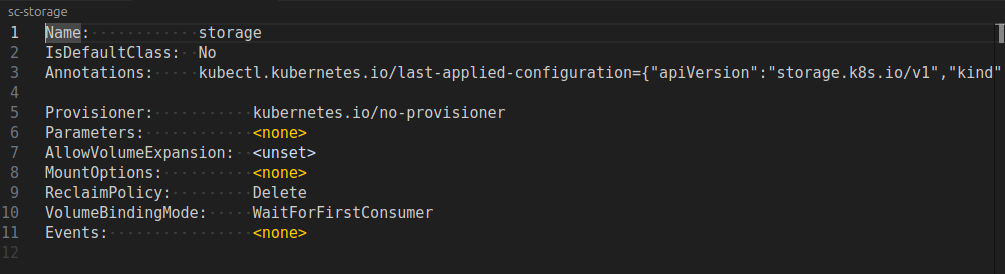 sc-storage
1 Name: storage
2 IsDefaultClass: No
3 Annotations: kubectl.kubernetes.io/last-applied-configuration={"apiVersion":"storage.k8s.io/v1","kind"
4
5 Provisioner: kubernetes.io/no-provisioner
6 Parameters: <none>
7 AllowVolumeExpansion: <unset>
8 MountOptions: <none>
9 ReclaimPolicy: Delete
10 VolumeBindingMode: WaitForFirstConsumer
11 Events: <none>
12